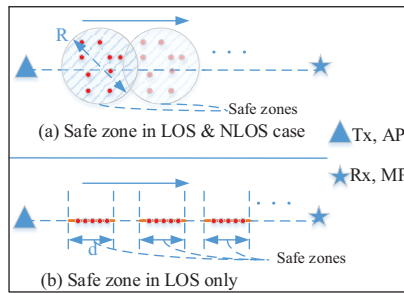 R
Safe zones
(a) Safe zone in LOS & NLOS case
Tx, AP
Rx, MP
d
Safe
zones
(b) Safe zone in LOS only